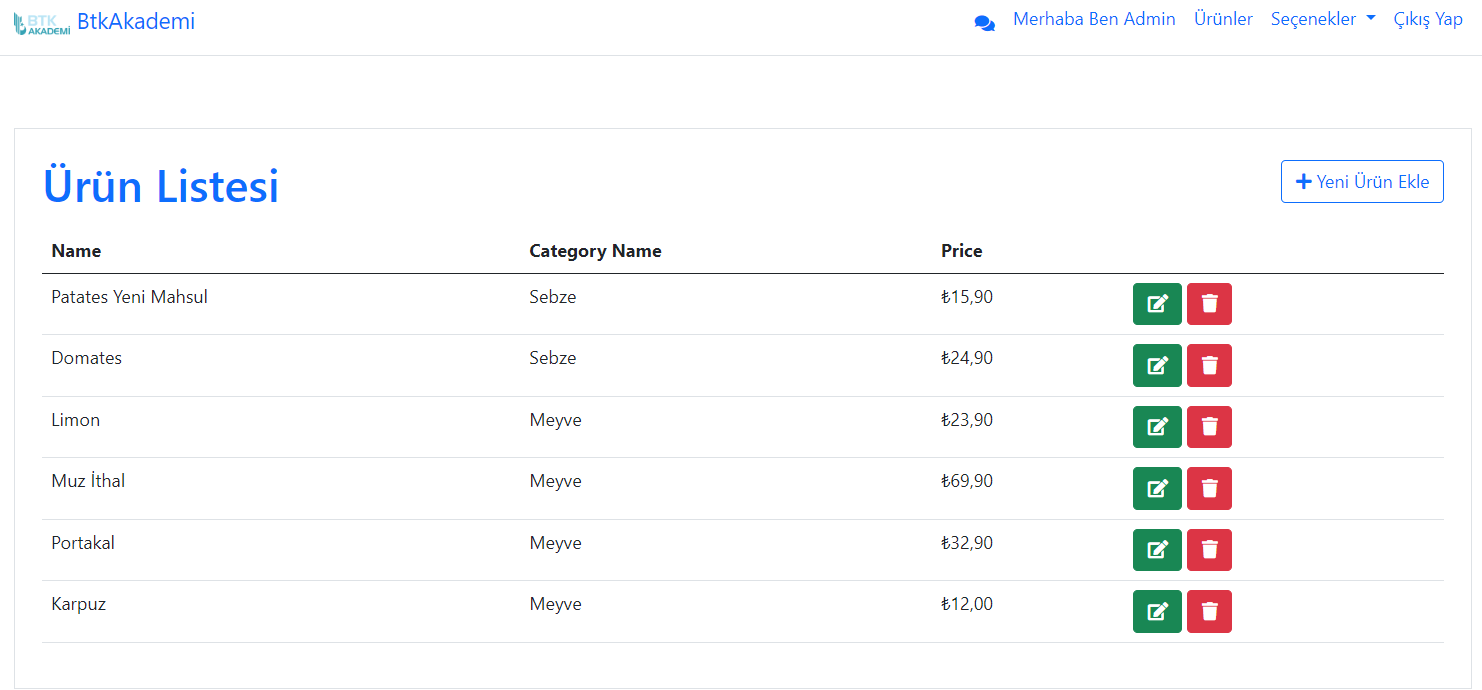 BTK AKADEMİ BtkAkademi Merhaba Ben Admin Ürünler Seçenekler Çıkış Yap
Ürün Listesi Yeni Ürün Ekle
Name Category Name Price
Patates Yeni Mahsul Sebze ₺15,90
Domates Sebze ₺24,90
Limon Meyve ₺23,90
Muz İthal Meyve ₺69,90
Portakal Meyve ₺32,90
Karpuz Meyve ₺12,00